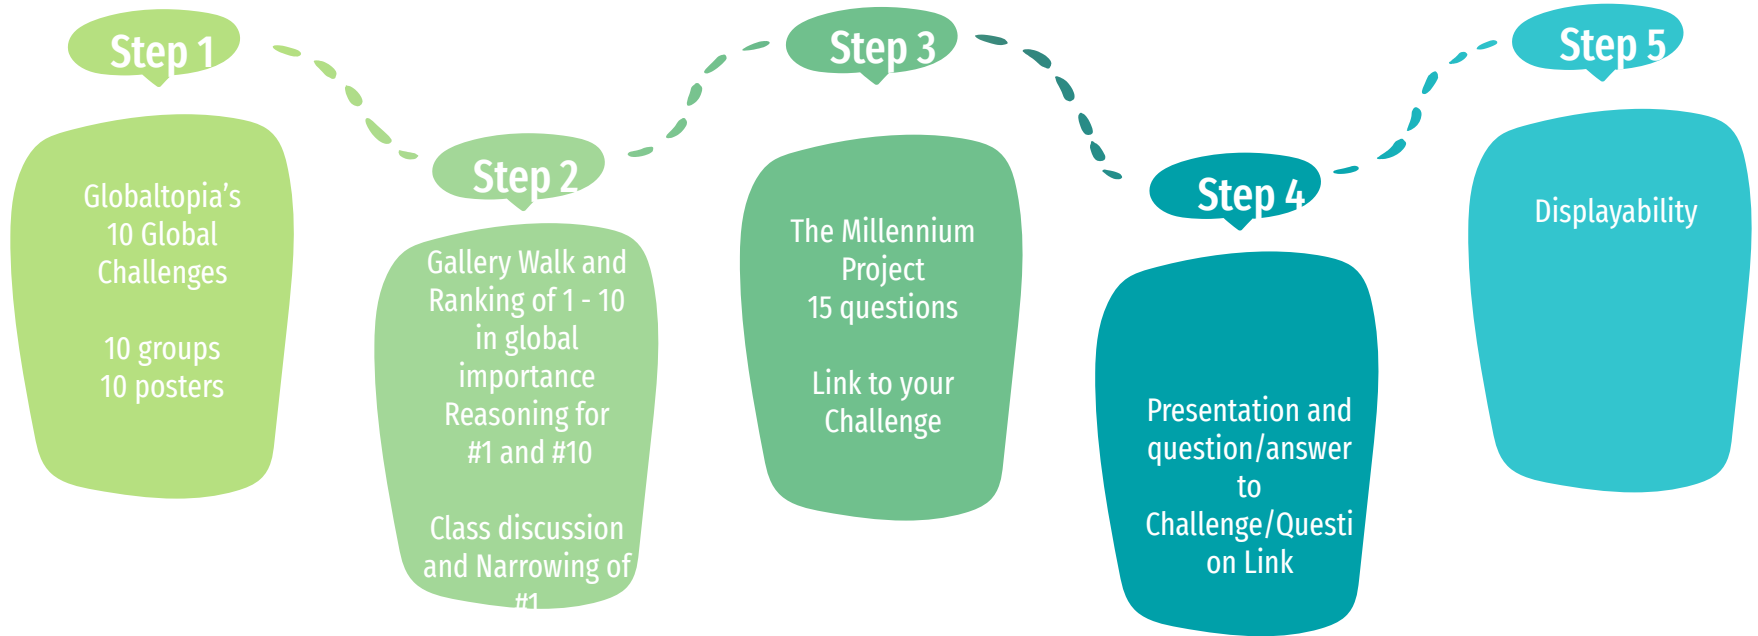 Step 1
Globaltopia's
10 Global
Challenges
10 groups
10 posters
Step 2
Gallery Walk and
Ranking of 1 - 10
in global
importance
Reasoning for
#1 and #10
Class discussion
and Narrowing of
#1
Step 3
The Millennium
Project
15 questions
Link to your
Challenge
Step 4
Presentation and
question/answer
to
Challenge/Questi
on Link
Step 5
Displayability